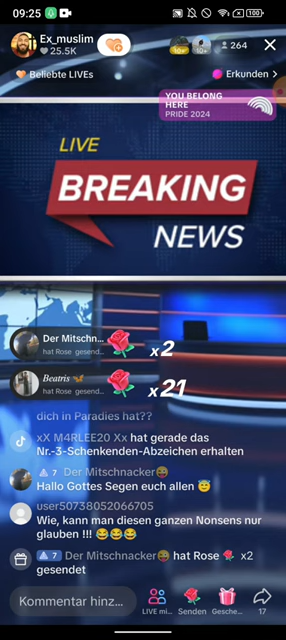 09:25
100
Ex_muslim
25.5K
10+
10+
264
Beliebte LIVEs
Erkunden >
YOU BELONG
HERE
PRIDE 2024
LIVE
BREAKING
NEWS
Der Mitschn...
hat Rose gesend...
x2
Beatris
hat Rose gesend...
x21
dich in Paradies hat??
xX M4RLEE20 Xx hat gerade das
Nr.-3-Schenkenden-Abzeichen erhalten
7 Der Mitschnacker
Hallo Gottes Segen euch allen
user50738052066705
Wie, kann man diesen ganzen Nonsens nur
glauben !!!
7 Der Mitschnacker hat Rose x2
gesendet
Kommentar hinz...
LIVE mi...
Senden
Gesche...
17